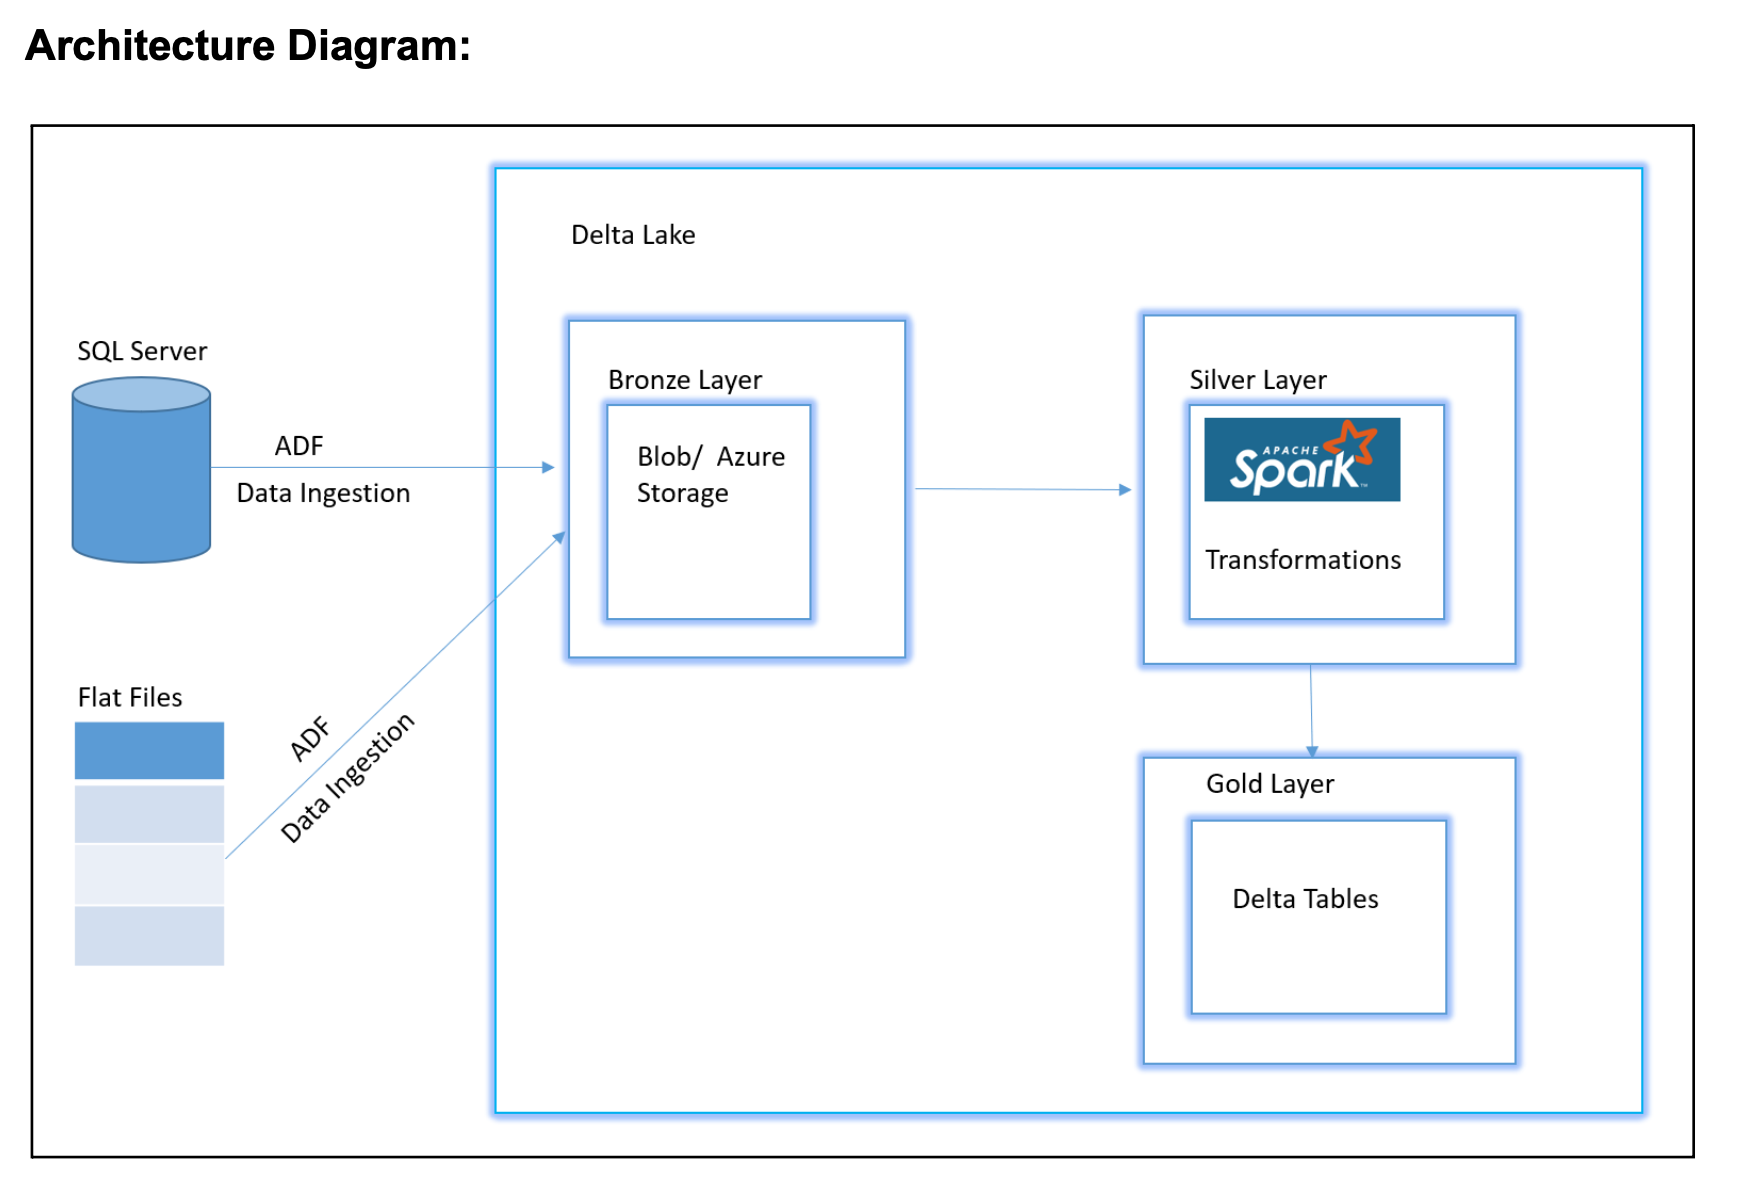 Architecture Diagram:
Delta Lake
SQL Server
ADF
Data Ingestion
Flat Files
ADF
Data Ingestion
Bronze Layer
Blob/ Azure
Storage
Silver Layer
APACHE
Spark™
Transformations
Gold Layer
Delta Tables